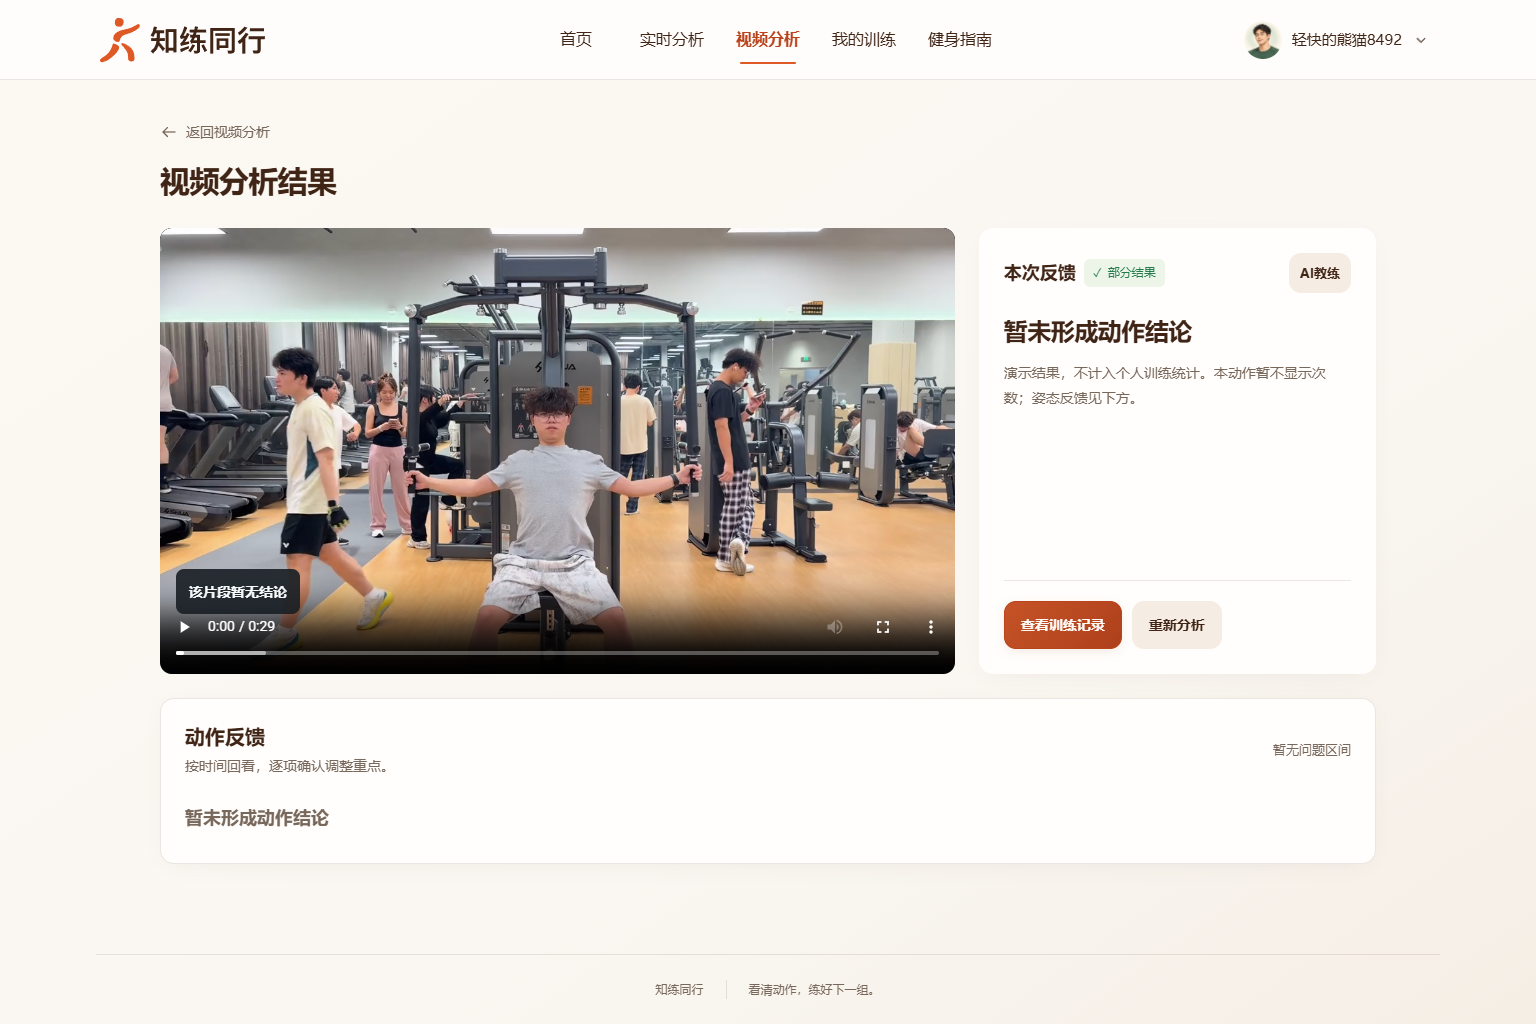 知练同行
首页
实时分析
视频分析
我的训练
健身指南
轻快的熊猫8492
返回视频分析
视频分析结果
该片段暂无结论
0:00 / 0:29
本次反馈
✓ 部分结果
AI教练
暂未形成动作结论
演示结果，不计入个人训练统计。本动作暂不显示次
数；姿态反馈见下方。
查看训练记录
重新分析
动作反馈
按时间回看，逐项确认调整重点。
暂无问题区间
暂未形成动作结论
知练同行
看清动作，练好下一组。